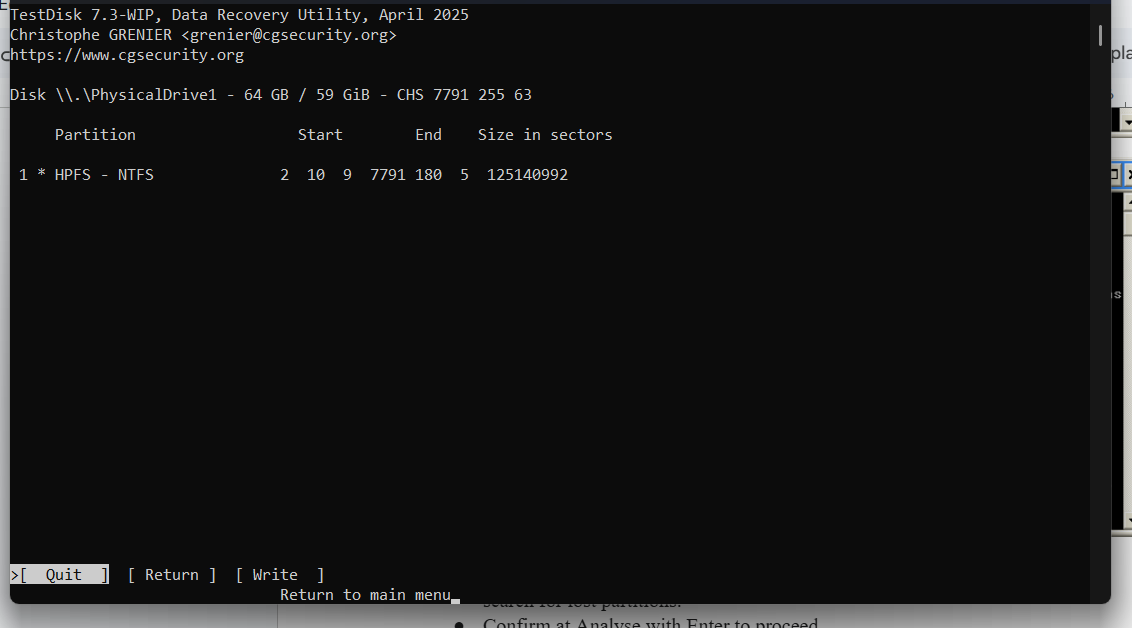 TestDisk 7.3-WIP, Data Recovery Utility, April 2025
Christophe GRENIER <grenier@cgsecurity.org>
https://www.cgsecurity.org
Disk \\.\PhysicalDrive1 - 64 GB / 59 GiB - CHS 7791 255 63
Partition Start End Size in sectors
1 * HPFS - NTFS 2 10 9 7791 180 5 125140992
>[ Quit ] [ Return ] [ Write ]
Return to main menu
search for lost partitions.
● Confirm at Analyse with Enter to proceed